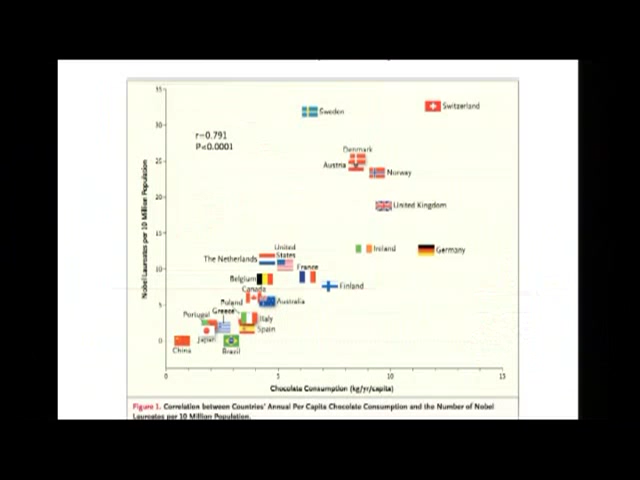 35
Switzerland
Sweden
30
r=0.791
P<0.0001
Denmark
25
Austria
Norway
20
United Kingdom
15
United
States
Ireland
Germany
The Netherlands
10
France
Belgium
Finland
Canada
5
Poland
Australia
Portugal
Greece
Italy
Japan
Spain
0
China
Brazil
0
5
10
15
Nobel Laureates per 10 Million Population
Chocolate Consumption (kg/yr/capita)
Figure 1. Correlation between Countries' Annual Per Capita Chocolate Consumption and the Number of Nobel
Laureates per 10 Million Population.